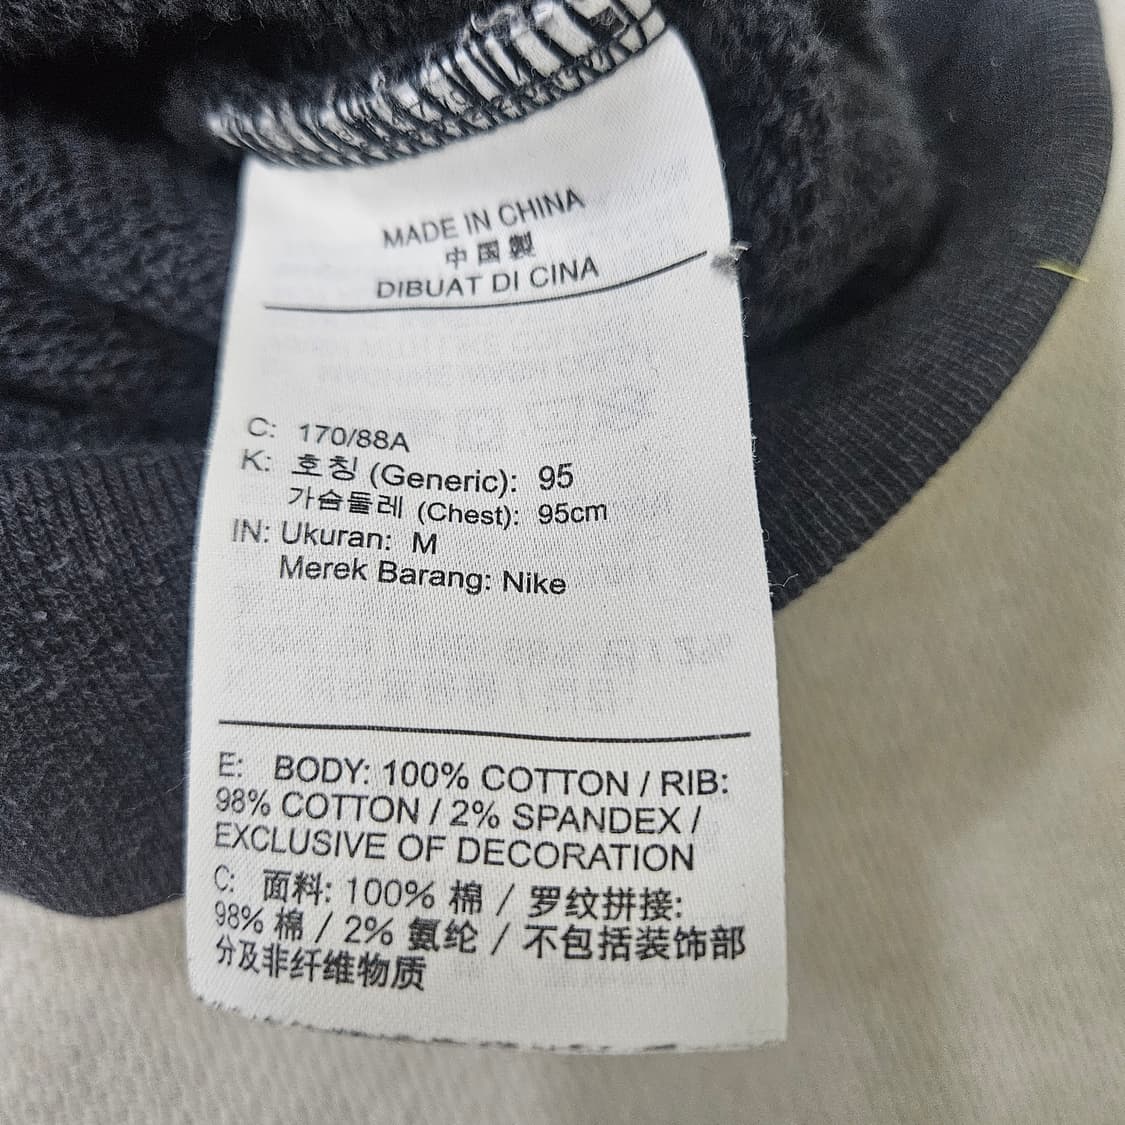 MADE IN CHINA
中国製
DIBUAT DI CINA
C: 170/88A
K: 호칭 (Generic): 95
가슴둘레 (Chest): 95cm
IN: Ukuran: M
Merek Barang: Nike
E: BODY: 100% COTTON / RIB:
98% COTTON / 2% SPANDEX /
EXCLUSIVE OF DECORATION
C: 面料: 100% 棉 / 罗纹拼接:
98% 棉 / 2% 氨纶 / 不包括装饰部
分及非纤维物质